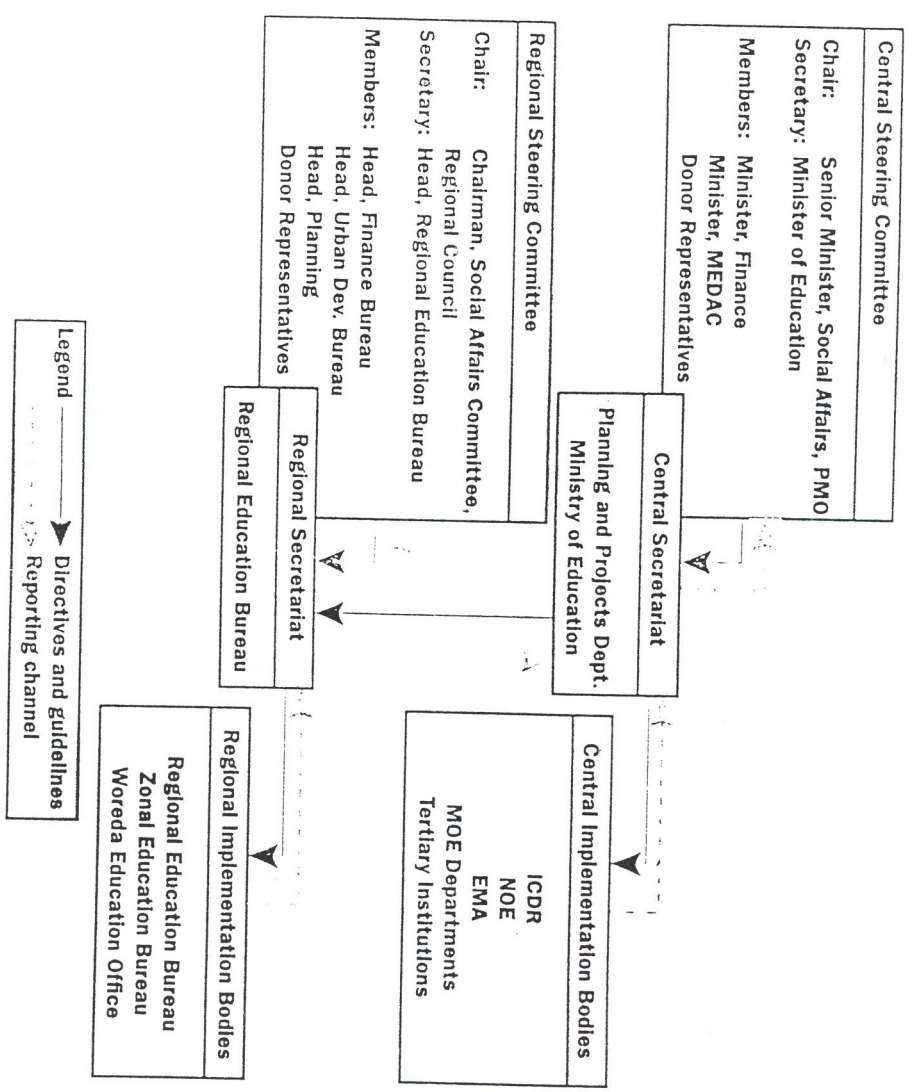 Central Steering Committee
Chair: Senior Minister, Social Affairs, PMO
Secretary: Minister of Education
Members: Minister, Finance
Minister, MEDAC
Donor Representatives
Central Secretariat
Planning and Projects Dept.
Ministry of Education
Central Implementation Bodies
ICDR
NOE
EMA
MOE Departments
Tertiary Institutions
Regional Steering Committee
Chair: Chairman, Social Affairs Committee,
Regional Council
Secretary: Head, Regional Education Bureau
Members: Head, Finance Bureau
Head, Urban Dev. Bureau
Head, Planning
Donor Representatives
Regional Secretariat
Regional Education Bureau
Regional Implementation Bodies
Regional Education Bureau
Zonal Education Bureau
Woreda Education Office
Legend
Directives and guidelines
Reporting channel